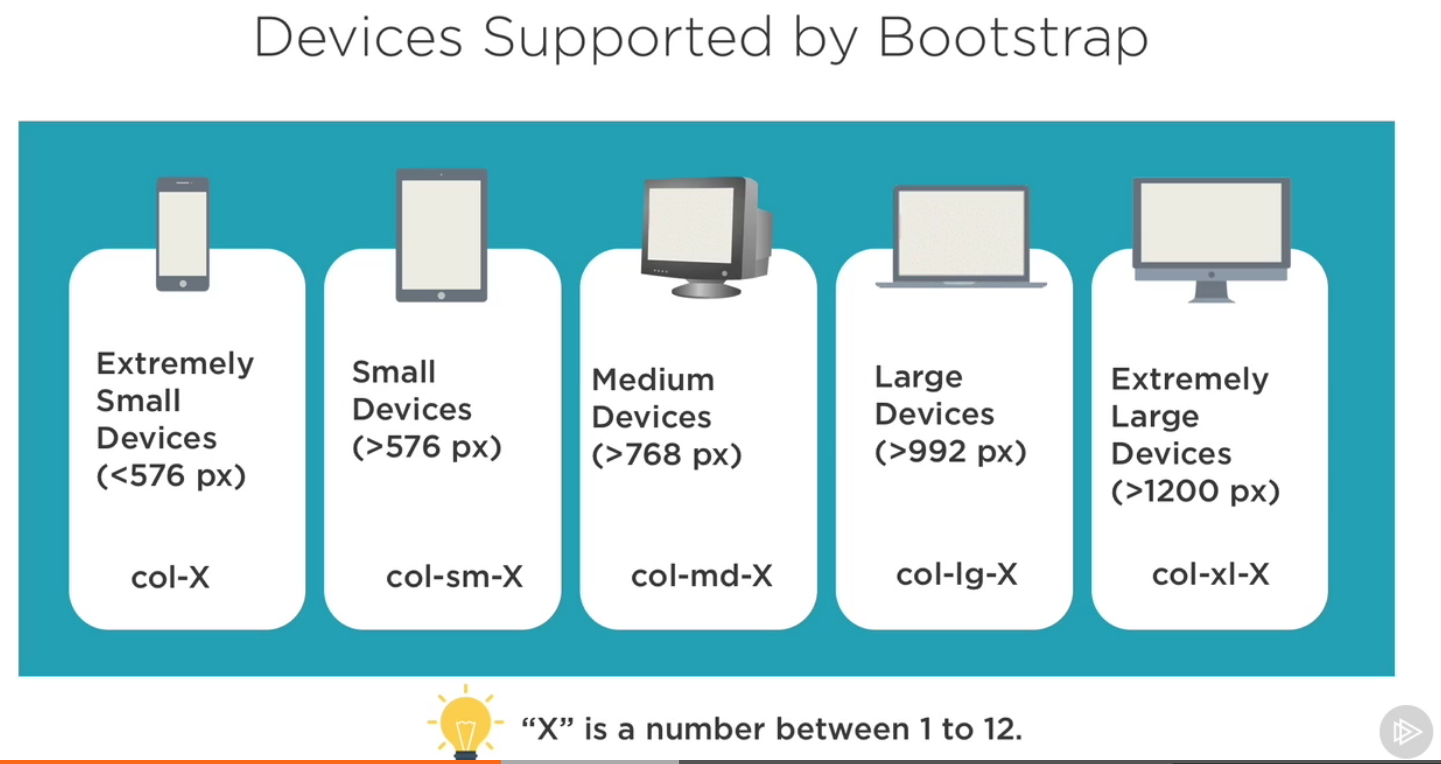 Devices Supported by Bootstrap
Extremely
Small
Devices
(<576 px)
col-X
Small
Devices
(>576 px)
col-sm-X
Medium
Devices
(>768 px)
col-md-X
Large
Devices
(>992 px)
col-lg-X
Extremely
Large
Devices
(>1200 px)
col-xl-X
“X” is a number between 1 to 12.